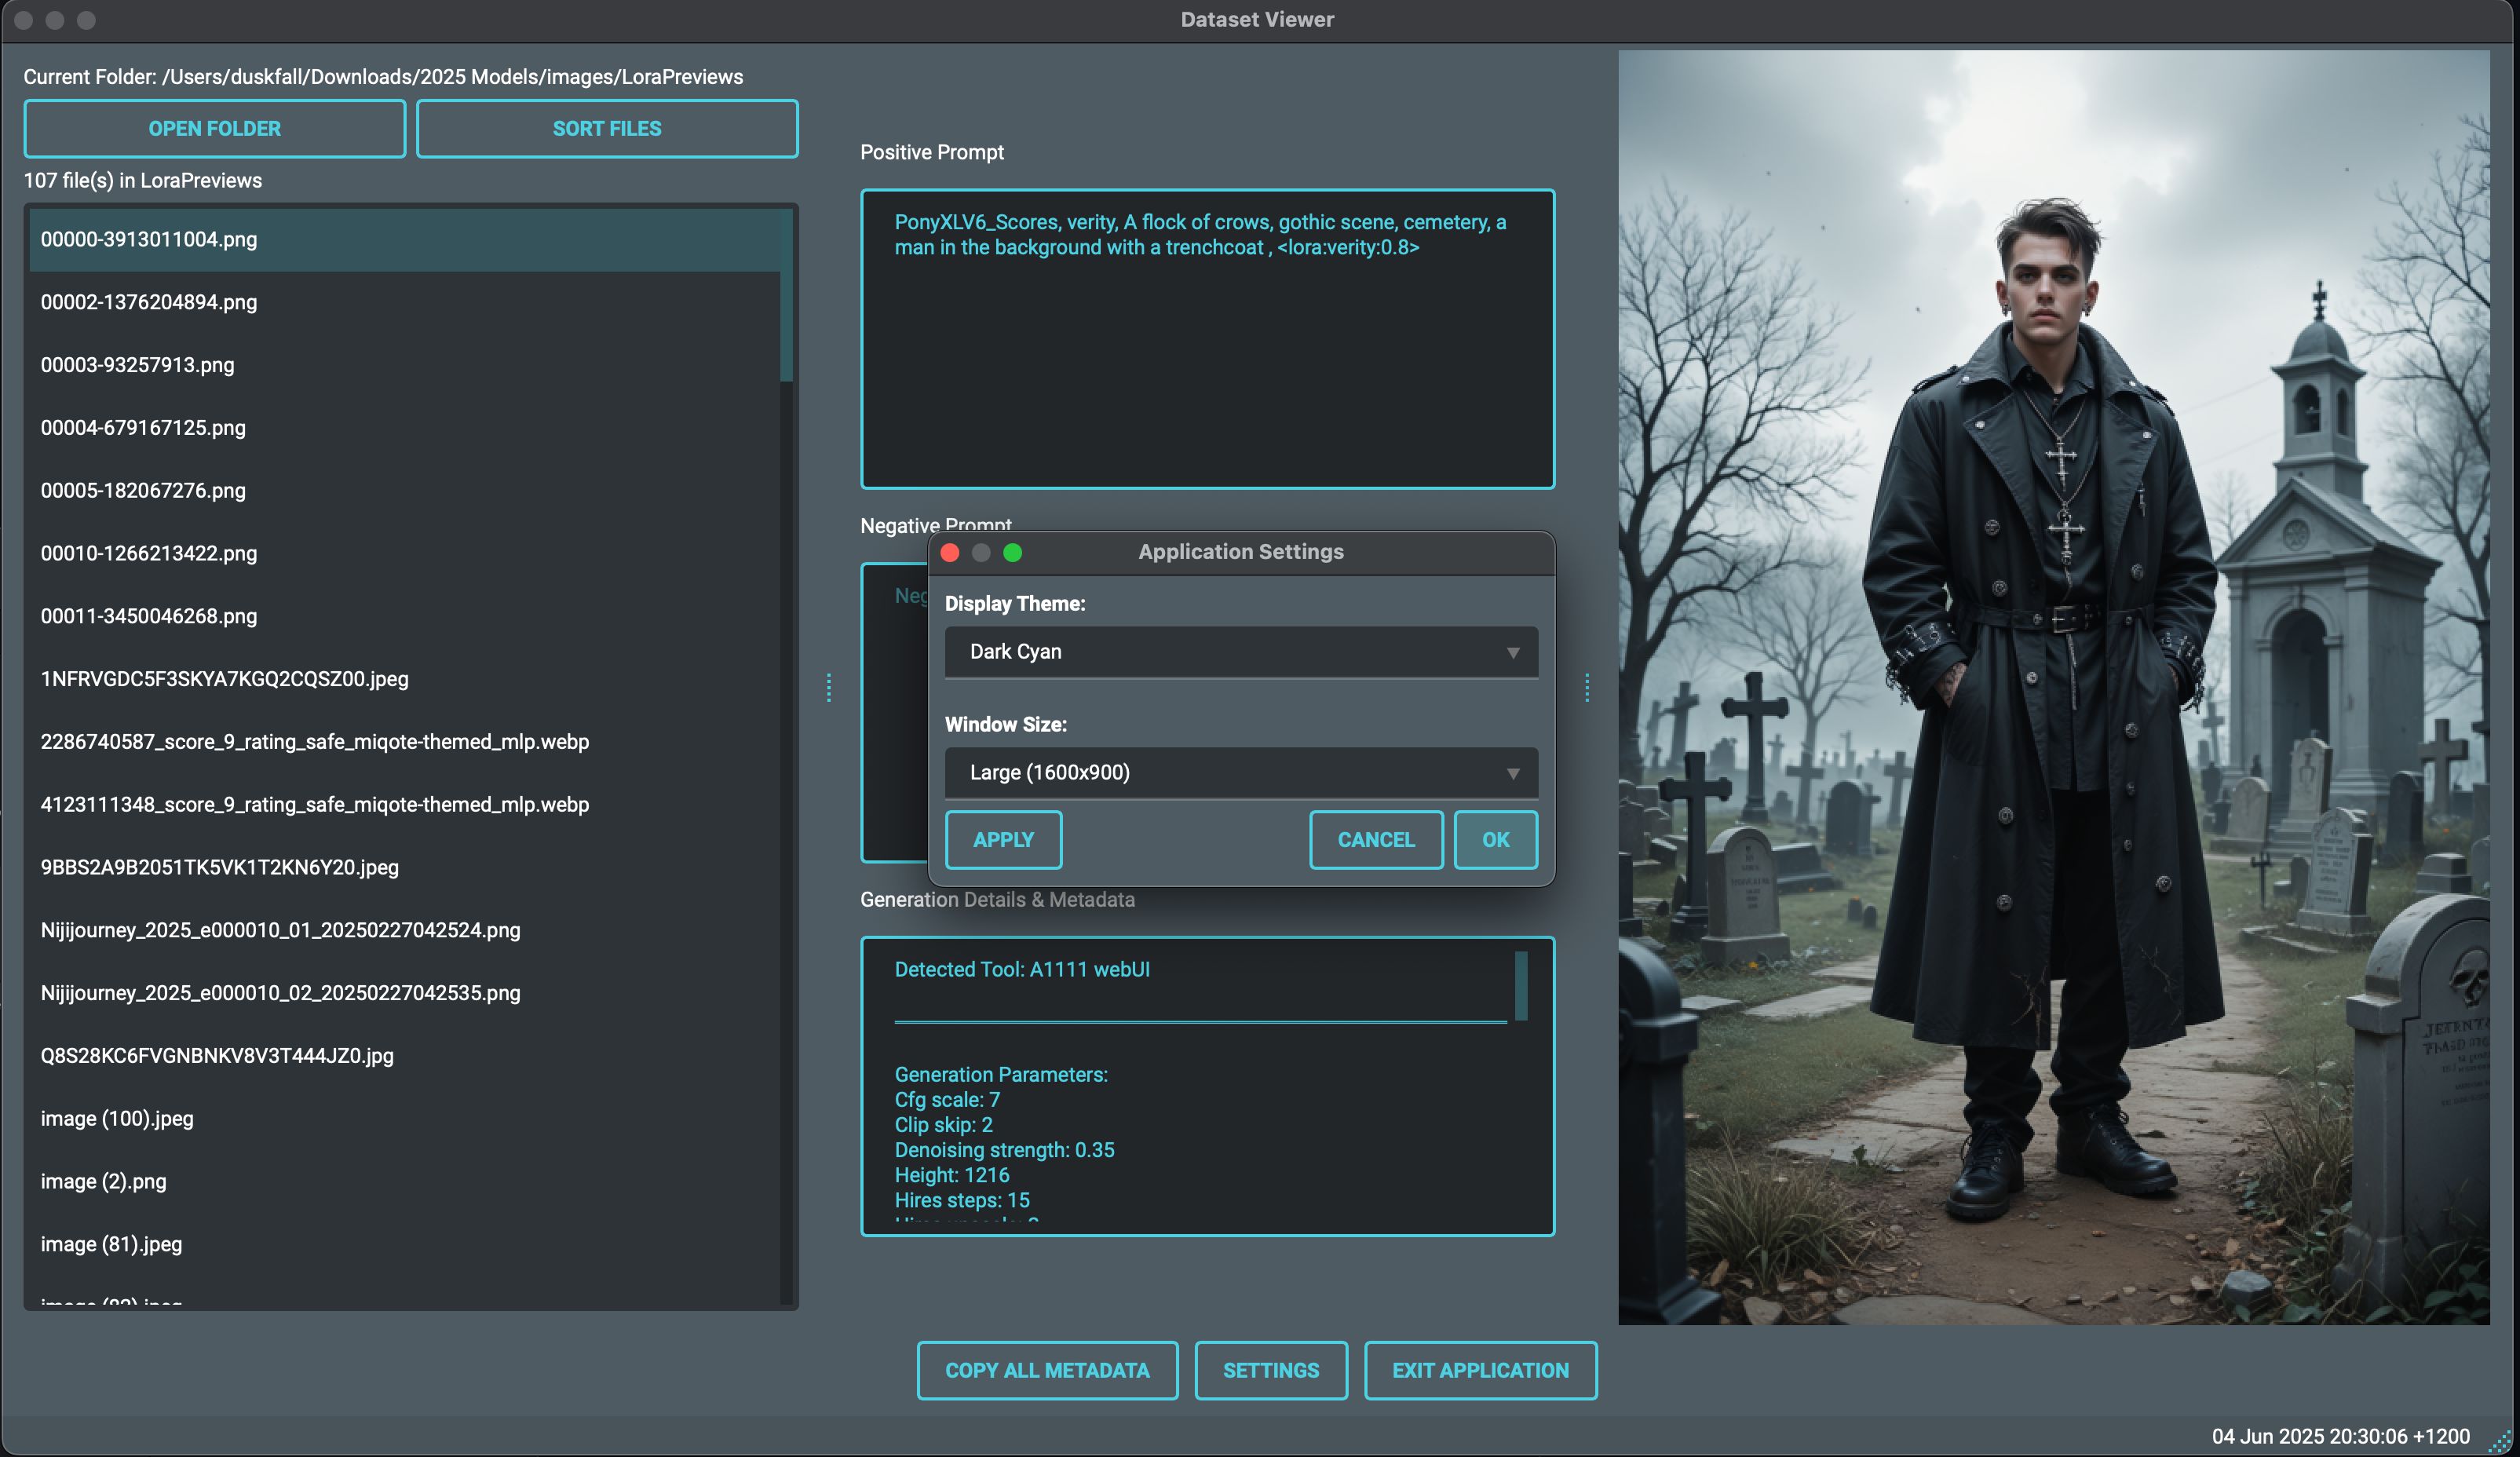 Dataset Viewer
Current Folder: /Users/duskfall/Downloads/2025 Models/images/LoraPreviews
OPEN FOLDER
SORT FILES
107 file(s) in LoraPreviews
00000-3913011004.png
00002-1376204894.png
00003-93257913.png
00004-679167125.png
00005-182067276.png
00010-1266213422.png
00011-3450046268.png
1NFRVGDC5F3SKYA7KGQ2CQSZ00.jpeg
2286740587_score_9_rating_safe_miqote-themed_mlp.webp
4123111348_score_9_rating_safe_miqote-themed_mlp.webp
9BBS2A9B2051TK5VK1T2KN6Y20.jpeg
Nijijourney_2025_e000010_01_20250227042524.png
Nijijourney_2025_e000010_02_20250227042535.png
Q8S28KC6FVGNBNKV8V3T444JZ0.jpg
image (100).jpeg
image (2).png
image (81).jpeg
Positive Prompt
PonyXLV6_Scores, verity, A flock of crows, gothic scene, cemetery, a
man in the background with a trenchcoat , <lora:verity:0.8>
Negative Prompt
Neg
Application Settings
Display Theme:
Dark Cyan
Window Size:
Large (1600x900)
APPLY
CANCEL
OK
Generation Details & Metadata
Detected Tool: A1111 webUI
Generation Parameters:
Cfg scale: 7
Clip skip: 2
Denoising strength: 0.35
Height: 1216
Hires steps: 15
COPY ALL METADATA
SETTINGS
EXIT APPLICATION
04 Jun 2025 20:30:06 +1200